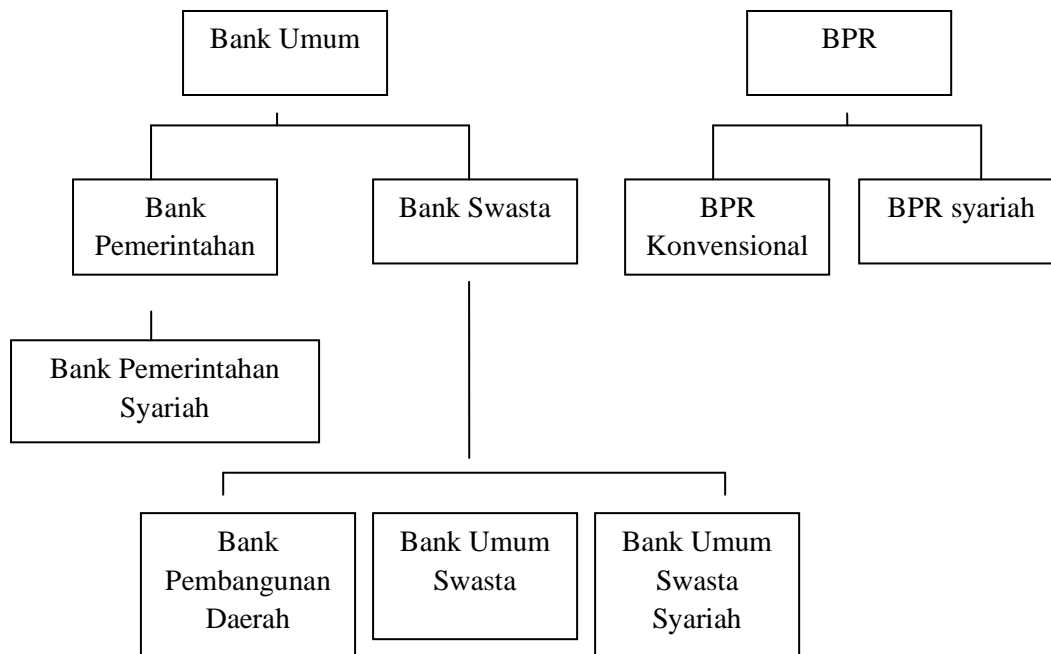 Bank Umum
BPR
Bank
Pemerintahan
Bank Swasta
BPR
Konvensional
BPR syariah
Bank Pemerintahan
Syariah
Bank
Pembangunan
Daerah
Bank Umum
Swasta
Bank Umum
Swasta
Syariah